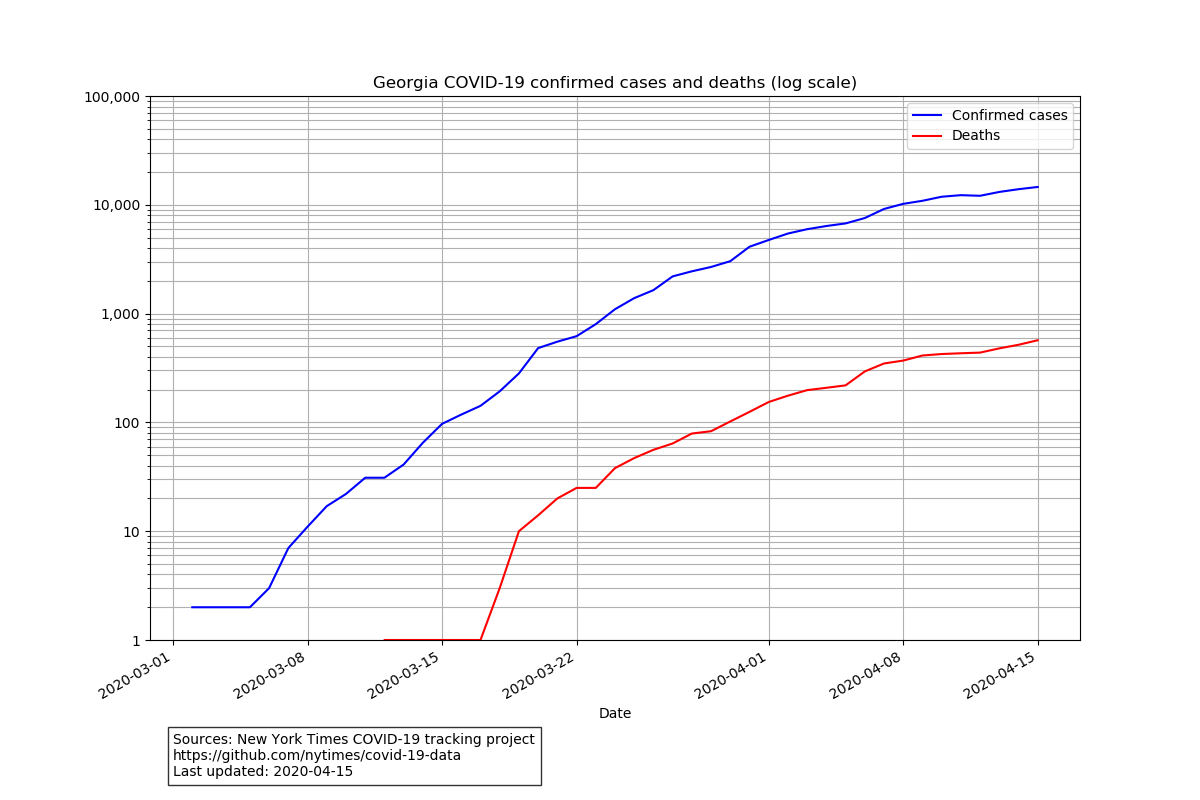 Georgia COVID-19 confirmed cases and deaths (log scale)
100,000
10,000
1,000
100
10
1
Confirmed cases
Deaths
2020-03-01
2020-03-08
2020-03-15
2020-03-22
2020-04-01
2020-04-08
2020-04-15
Date
Sources: New York Times COVID-19 tracking project
https://github.com/nytimes/covid-19-data
Last updated: 2020-04-15